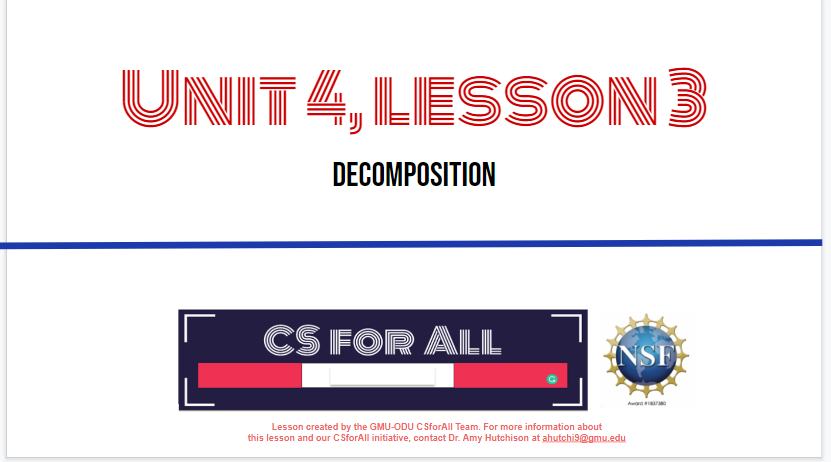 Unit 4, lesson 3
DECOMPOSITION
CS for All
NSF
Award #1837380
Lesson created by the GMU-ODU CSforAll Team. For more information about
this lesson and our CSforAll initiative, contact Dr. Amy Hutchison at ahutchi9@gmu.edu